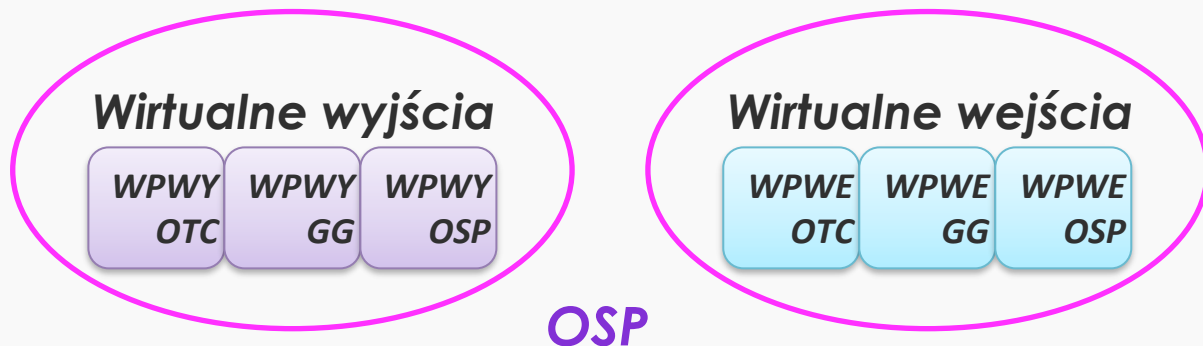 Wirtualne wyjścia
WPWY OTC
WPWY GG
WPWY OSP
Wirtualne wejścia
WPWE OTC
WPWE GG
WPWE OSP
OSP